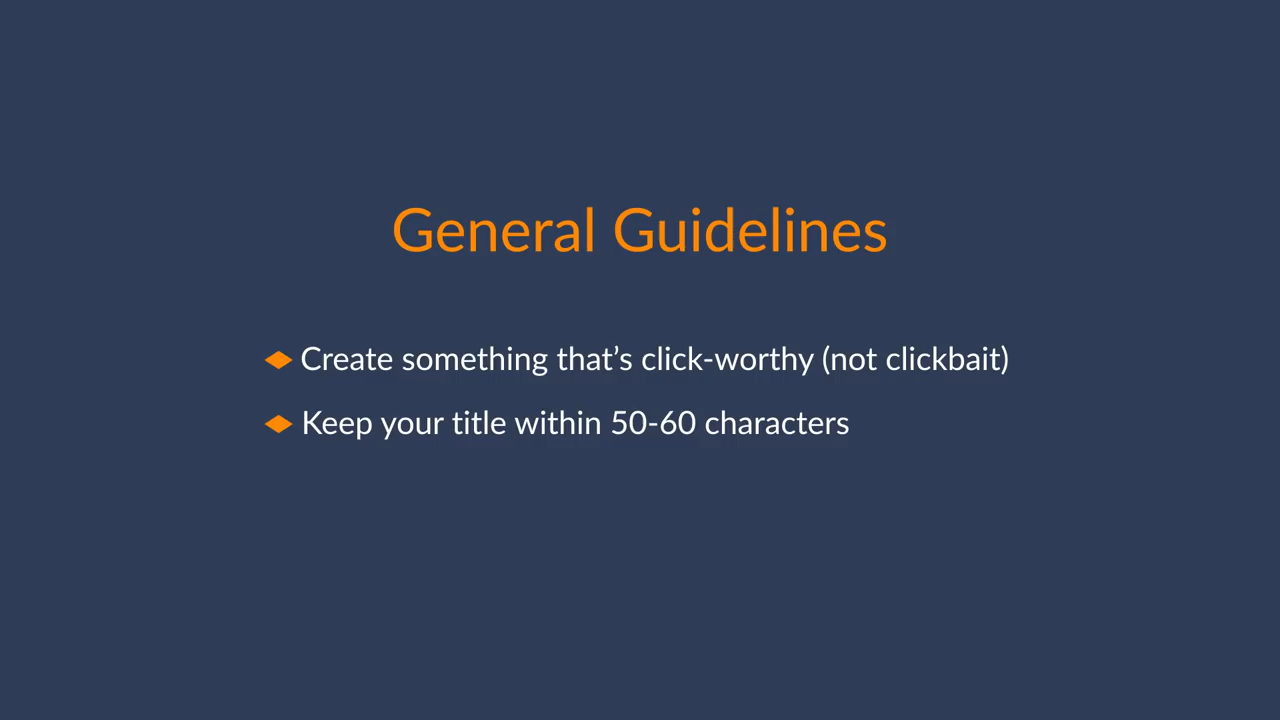 General Guidelines
Create something that’s click-worthy (not clickbait)
Keep your title within 50-60 characters